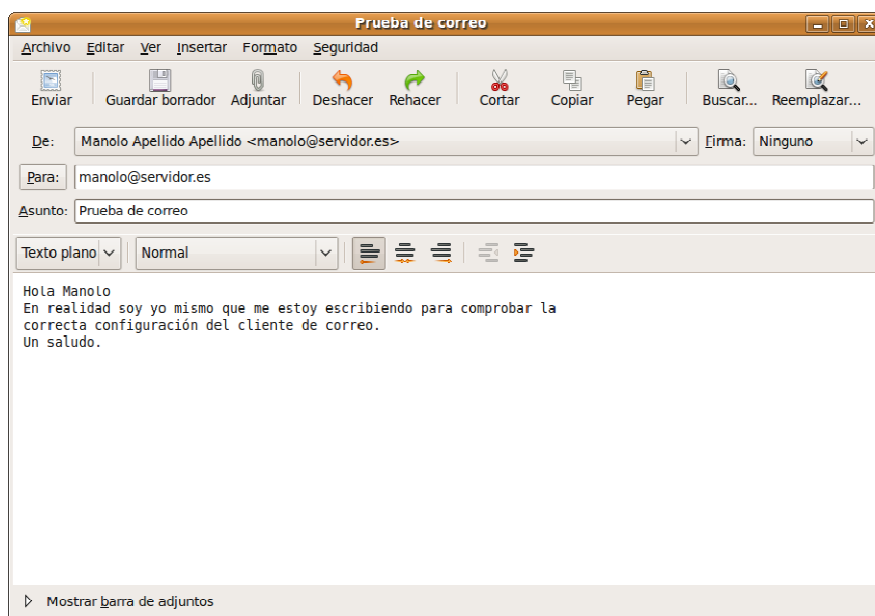 Prueba de correo
Archivo Editar Ver Insertar Formato Seguridad
Enviar Guardar borrador Adjuntar Deshacer Rehacer Cortar Copiar Pegar Buscar... Reemplazar...
De: Manolo Apellido Apellido <manolo@servidor.es> Firma: Ninguno
Para: manolo@servidor.es
Asunto: Prueba de correo
Texto plano Normal
Hola Manolo
En realidad soy yo mismo que me estoy escribiendo para comprobar la
correcta configuración del cliente de correo.
Un saludo.
Mostrar barra de adjuntos